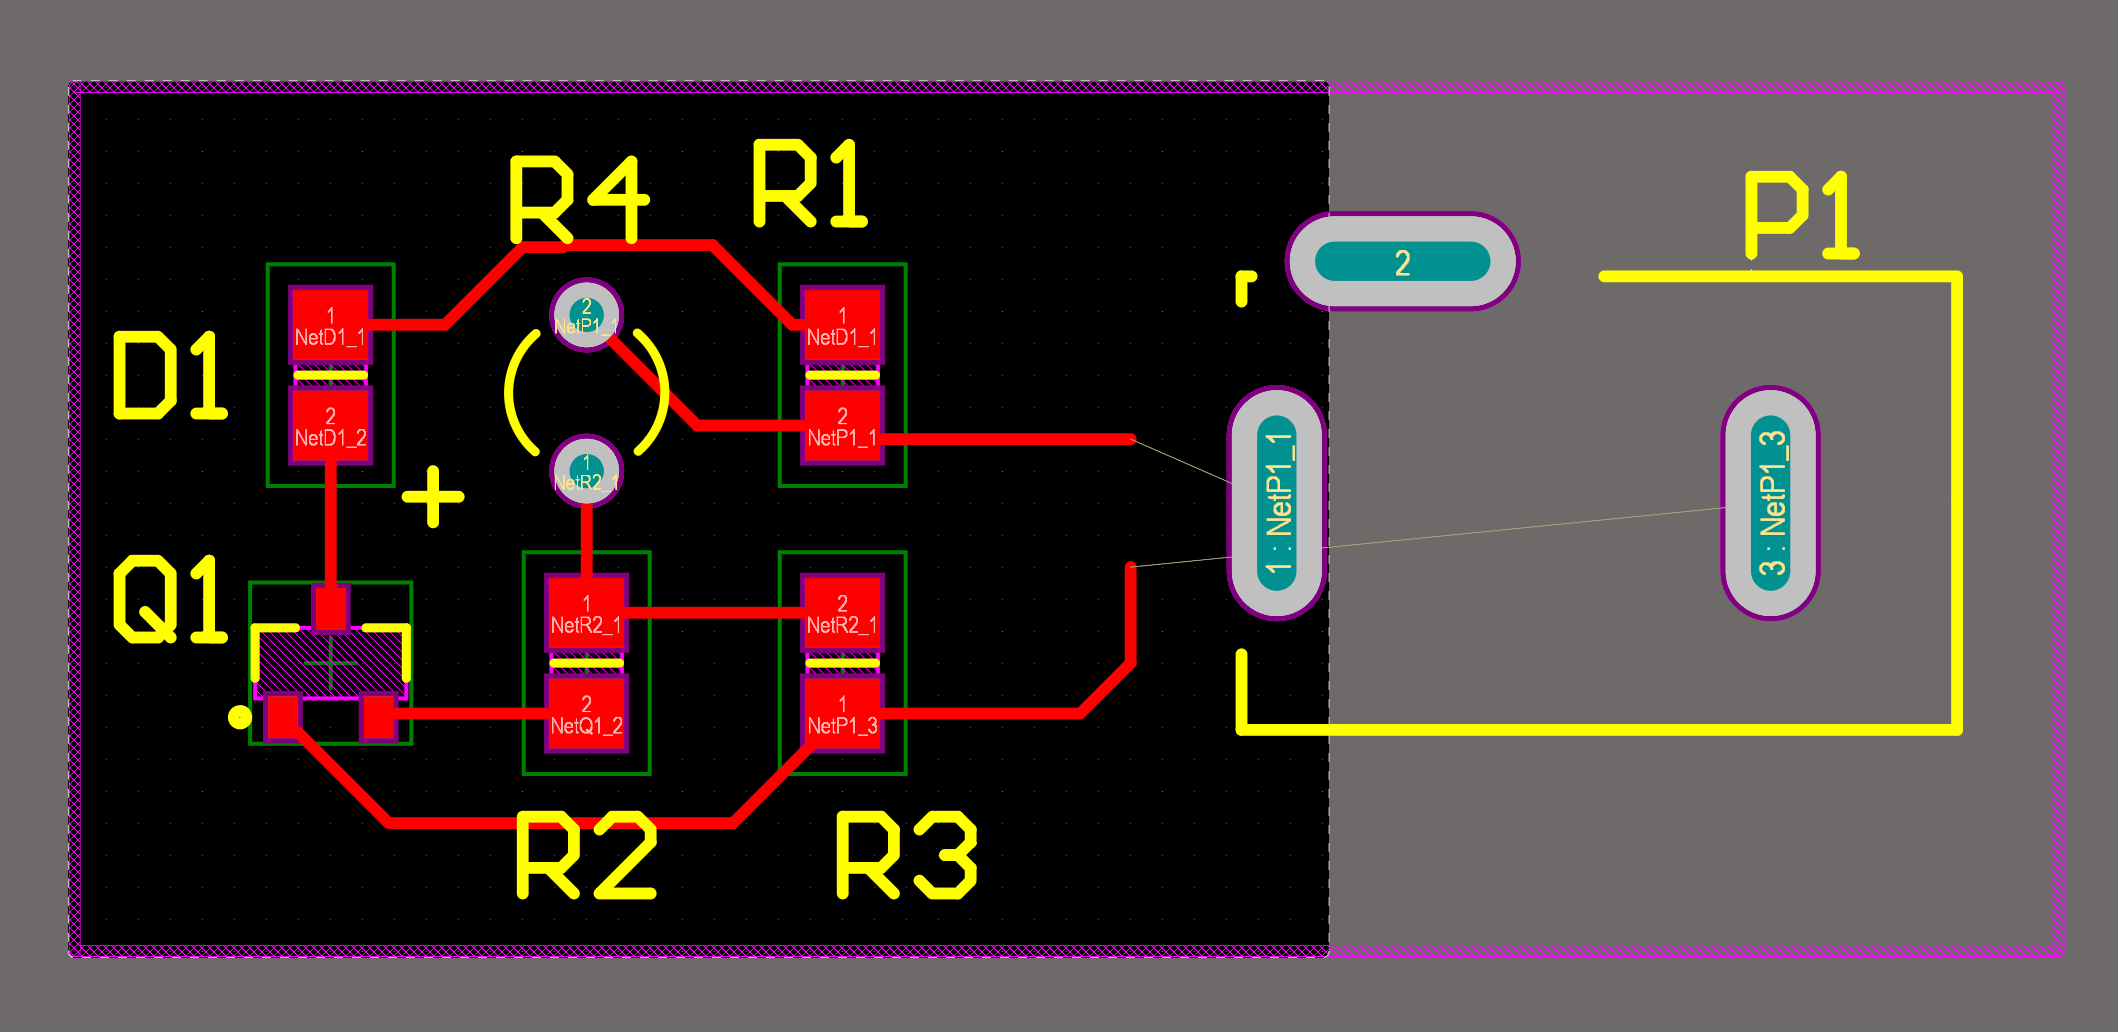 R4
R1
P1
2
1
NetD1_1
2
NetP1_1
1
NetD1_1
D1
2
NetD1_2
2
NetP1_1
1 : NetP1_1
3 : NetP1_3
+
1
NetR2_1
Q1
1
NetR2_1
2
NetR2_1
2
NetQ1_2
1
NetP1_3
R2
R3